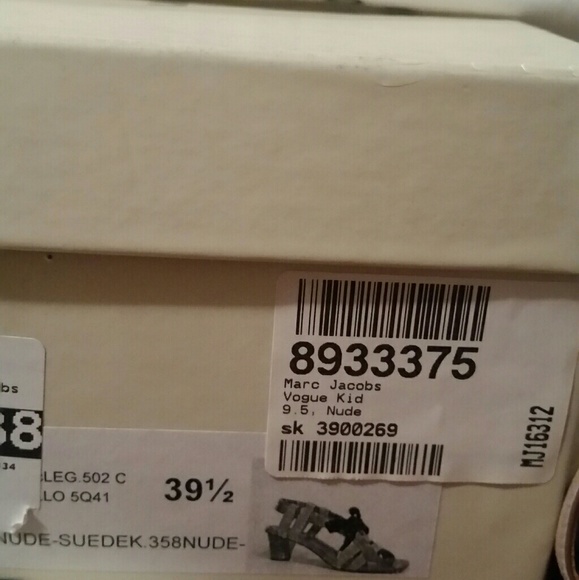 8933375
Marc Jacobs
Vogue Kid
9.5, Nude
sk 3900269
MJ16312
bs
38
34
LEG.502 C
LO 5Q41
39½
NUDE-SUEDEK.358NUDE-